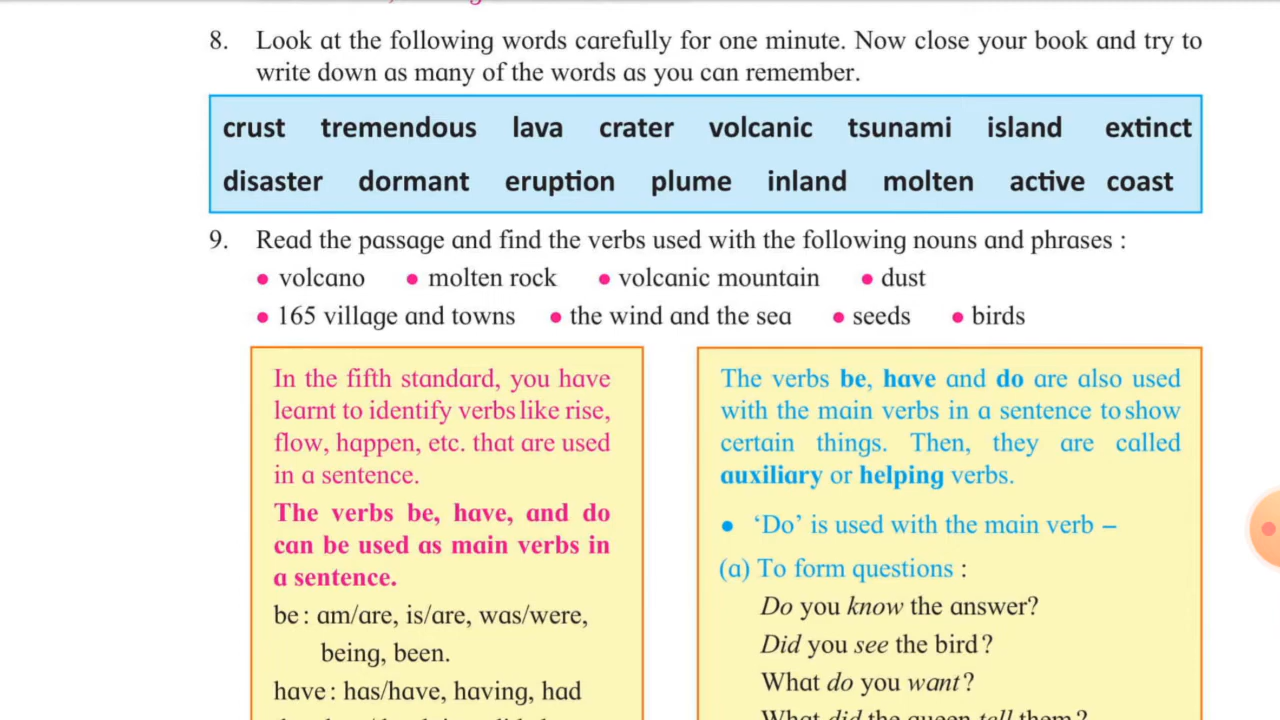 8. Look at the following words carefully for one minute. Now close your book and try to
write down as many of the words as you can remember.
crust tremendous lava crater volcanic tsunami island extinct
disaster dormant eruption plume inland molten active coast
9. Read the passage and find the verbs used with the following nouns and phrases :
• volcano • molten rock • volcanic mountain • dust
• 165 village and towns • the wind and the sea • seeds • birds
In the fifth standard, you have
learnt to identify verbs like rise,
flow, happen, etc. that are used
in a sentence.
The verbs be, have, and do
can be used as main verbs in
a sentence.
be : am/are, is/are, was/were,
being, been.
have : has/have, having, had
The verbs be, have and do are also used
with the main verbs in a sentence to show
certain things. Then, they are called
auxiliary or helping verbs.
• ‘Do’ is used with the main verb –
(a) To form questions :
Do you know the answer?
Did you see the bird?
What do you want?
What did the queen tell them?